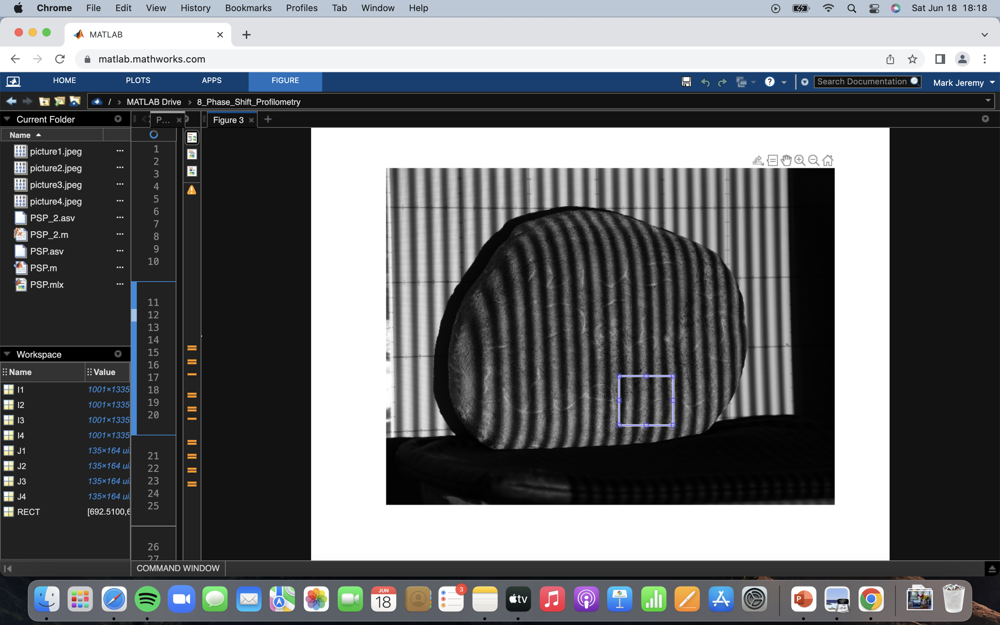 Chrome File Edit View History Bookmarks Profiles Tab Window Help Sat Jun 18 18:18
MATLAB
matlab.mathworks.com
HOME PLOTS APPS FIGURE ? Search Documentation Mark Jeremy
/ > MATLAB Drive > 8_Phase_Shift_Profilometry
Current Folder P... Figure 3
Name
picture1.jpeg ...
picture2.jpeg ...
picture3.jpeg ...
picture4.jpeg ...
PSP_2.asv ...
PSP_2.m ...
PSP.asv ...
PSP.m ...
PSP.mlx ...
1
2
3
4
5
6
7
8
9
10
11
12
13
14
15
16
17
18
19
20
21
22
23
24
25
26
27
Workspace
Name Value
I1 1001×1335
I2 1001×1335
I3 1001×1335
I4 1001×1335
J1 135×164 ui
J2 135×164 ui
J3 135×164 ui
J4 135×164 ui
RECT [692.5100,6
COMMAND WINDOW
JUN
18
3
tv
P